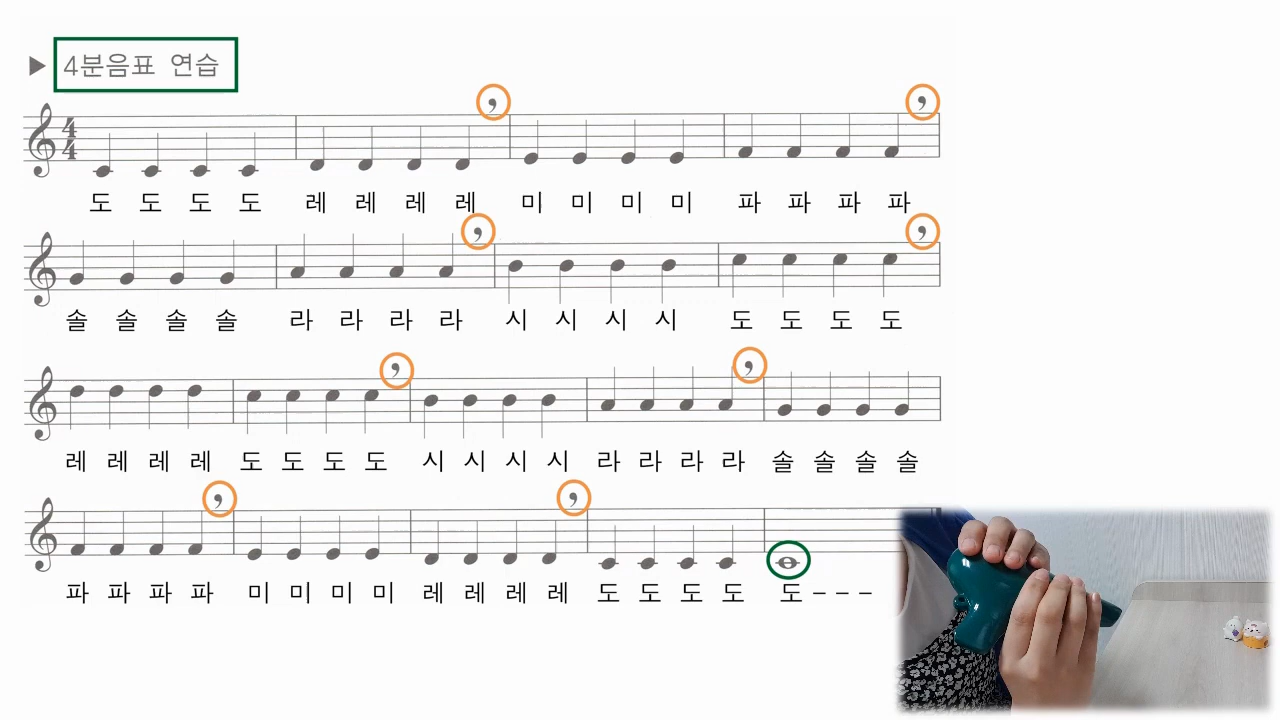 ▶ 4분음표 연습
4
4
도 도 도 도 레 레 레 레 미 미 미 미 파 파 파 파
솔 솔 솔 솔 라 라 라 라 시 시 시 시 도 도 도 도
레 레 레 레 도 도 도 도 시 시 시 시 라 라 라 라 솔 솔 솔 솔
파 파 파 파 미 미 미 미 레 레 레 레 도 도 도 도 도 – – –